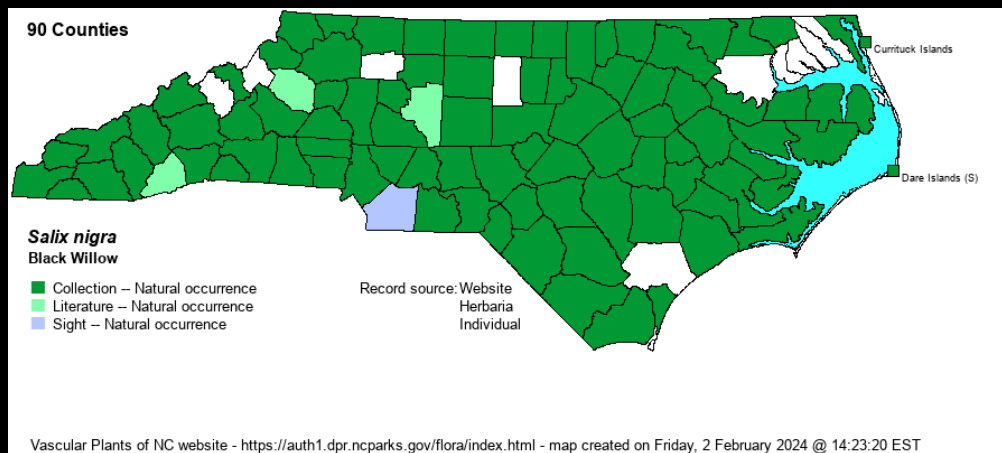 90 Counties
Currituck Islands
Dare Islands (S)
Salix nigra
Black Willow
Collection -- Natural occurrence
Literature -- Natural occurrence
Sight -- Natural occurrence
Record source: Website
Herbaria
Individual
Vascular Plants of NC website - https://auth1.dpr.ncparks.gov/flora/index.html - map created on Friday, 2 February 2024 @ 14:23:20 EST